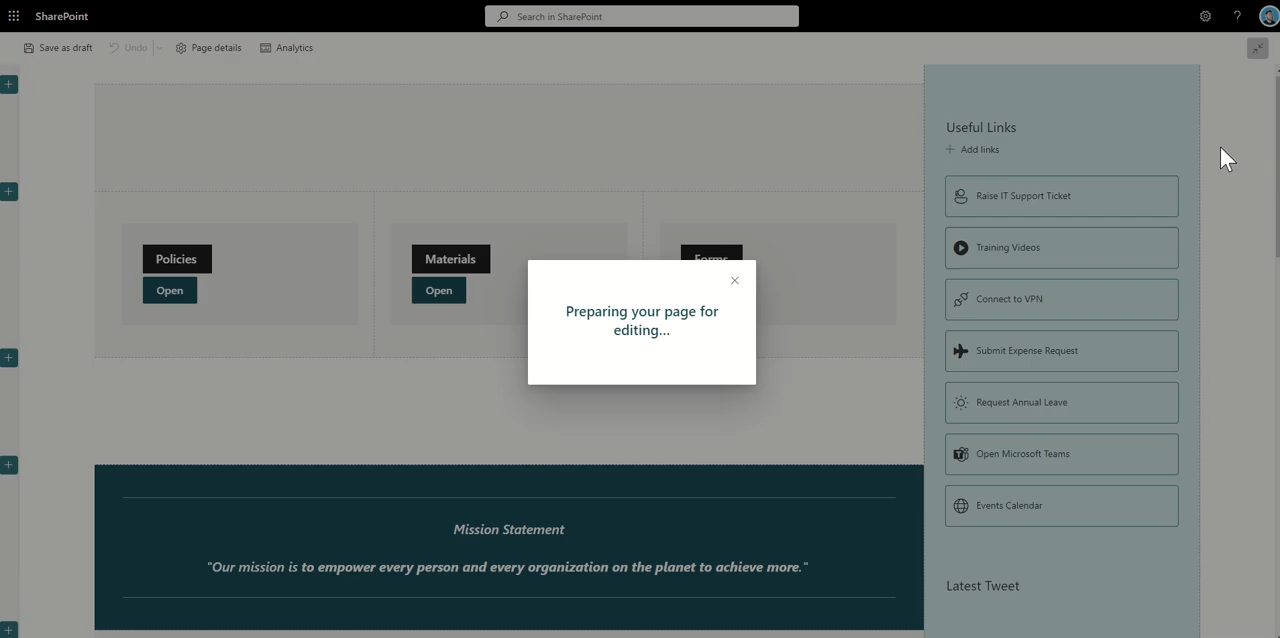 SharePoint
Search in SharePoint
?
Save as draft
Undo
Page details
Analytics
Useful Links
Add links
Raise IT Support Ticket
Training Videos
Connect to VPN
Submit Expense Request
Request Annual Leave
Open Microsoft Teams
Events Calendar
Latest Tweet
Policies
Open
Materials
Open
Forms
Preparing your page for
editing...
Mission Statement
"Our mission is to empower every person and every organization on the planet to achieve more."